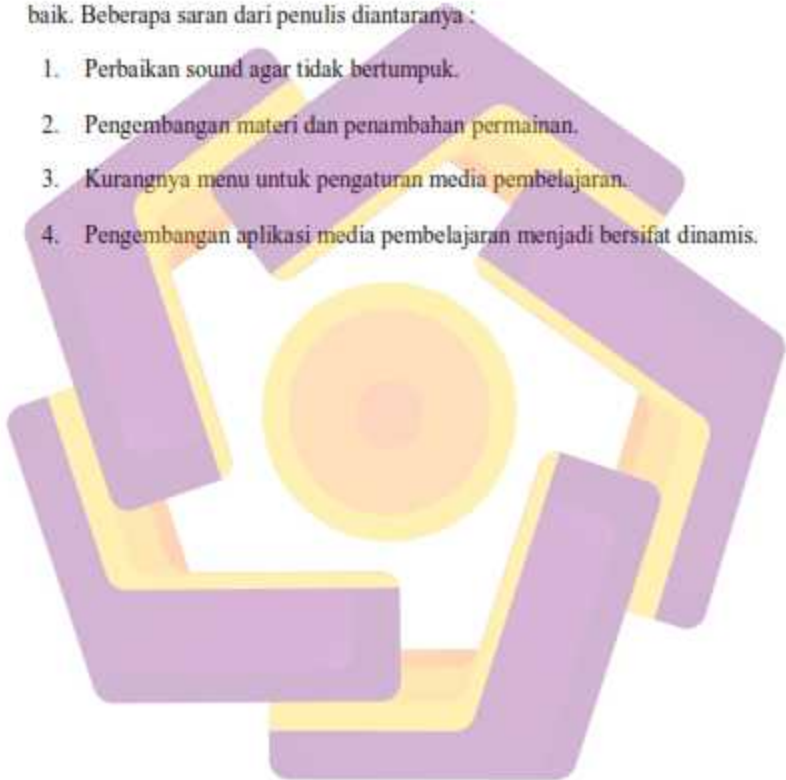 baik. Beberapa saran dari penulis diantaranya :
1. Perbaikan sound agar tidak bertumpuk.
2. Pengembangan materi dan penambahan permainan.
3. Kurangnya menu untuk pengaturan media pembelajaran.
4. Pengembangan aplikasi media pembelajaran menjadi bersifat dinamis.